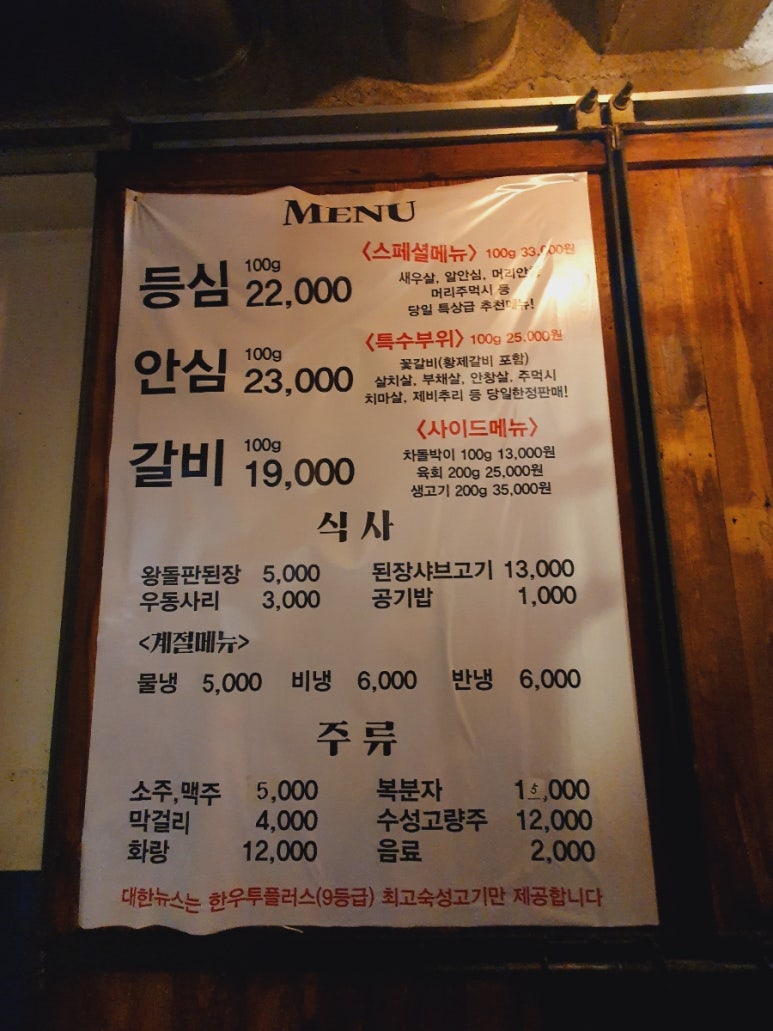 MENU
등심 100g 22,000
안심 100g 23,000
갈비 100g 19,000
<스페셜메뉴> 100g 33,000원
새우살, 알안심, 머리안
머리주먹시 등
당일 특상급 추천메뉴!
<특수부위> 100g 25,000원
꽃갈비(황제갈비 포함)
살치살, 부채살, 안창살, 주먹시
치마살, 제비추리 등 당일한정판매!
<사이드메뉴>
차돌박이 100g 13,000원
육회 200g 25,000원
생고기 200g 35,000원
식사
왕돌판된장 5,000 된장샤브고기 13,000
우동사리 3,000 공기밥 1,000
<계절메뉴>
물냉 5,000 비냉 6,000 반냉 6,000
주류
소주,맥주 5,000 복분자 15,000
막걸리 4,000 수성고량주 12,000
화랑 12,000 음료 2,000
대한뉴스는 한우투플러스(9등급) 최고숙성고기만 제공합니다